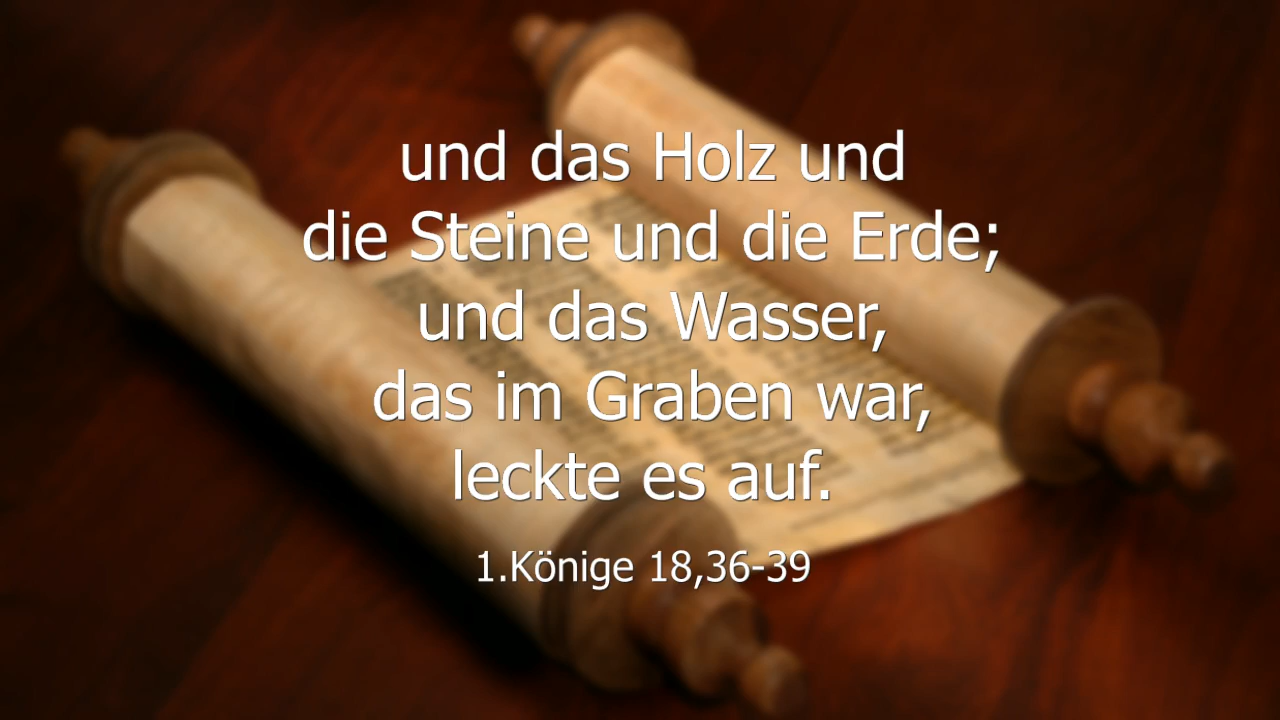 und das Holz und
die Steine und die Erde;
und das Wasser,
das im Graben war,
leckte es auf.
1.Könige 18,36-39